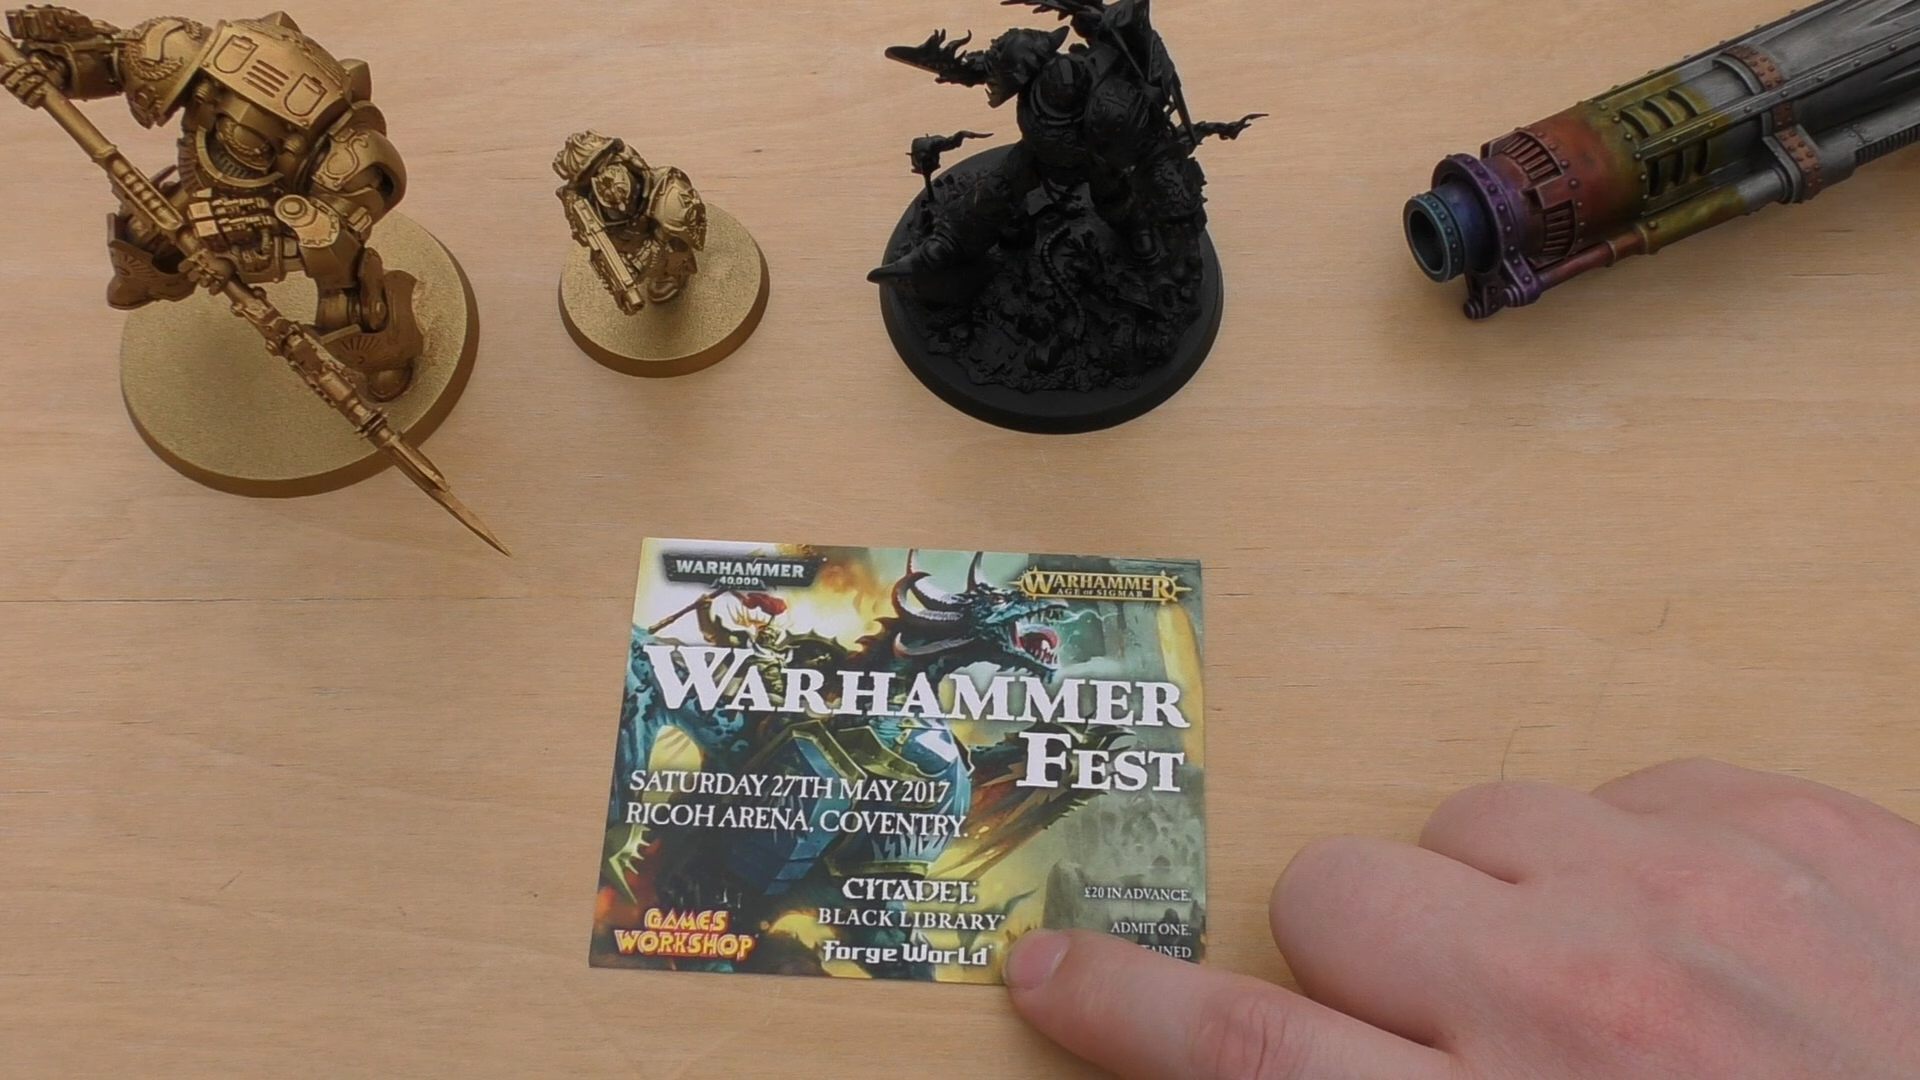 WARHAMMER
40,000
WARHAMMER
AGE OF SIGMAR
WARHAMMER
FEST
SATURDAY 27TH MAY 2017
RICOH ARENA, COVENTRY.
£20 IN ADVANCE.
CITADEL
BLACK LIBRARY
ADMIT ONE.
GAMES
WORKSHOP
Forge World